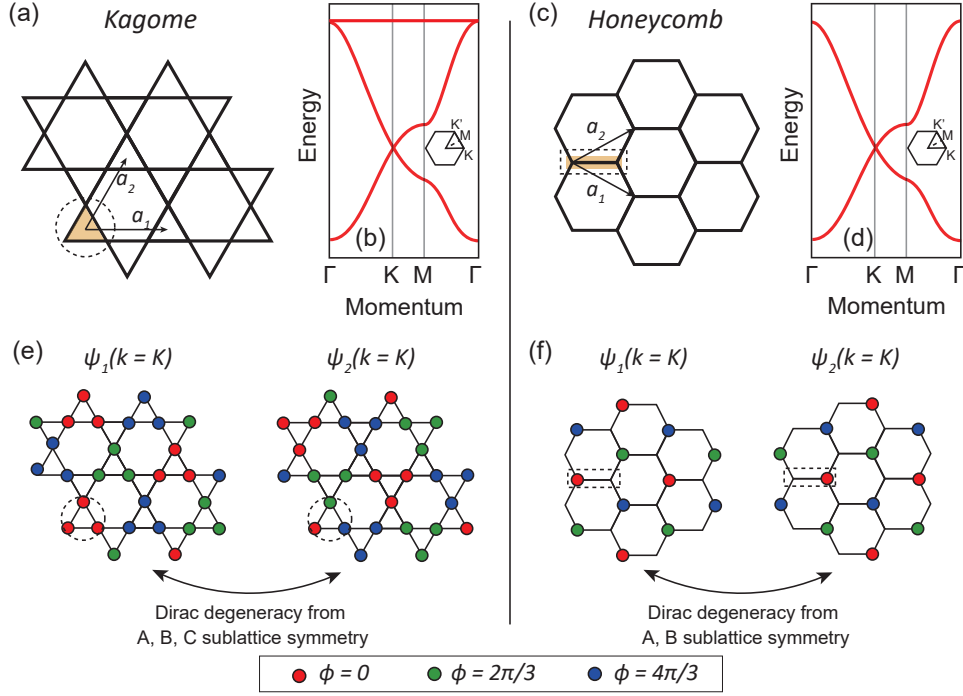 (a)
Kagome
a2
a1
(b)
Energy
K'
M
K
Γ
K
M
Γ
Momentum
(c)
Honeycomb
a2
a1
(d)
Energy
K'
M
K
Γ
K
M
Γ
Momentum
(e)
ψ1(k = K)
ψ2(k = K)
Dirac degeneracy from
A, B, C sublattice symmetry
(f)
ψ1(k = K)
ψ2(k = K)
Dirac degeneracy from
A, B sublattice symmetry
ϕ = 0
ϕ = 2π/3
ϕ = 4π/3